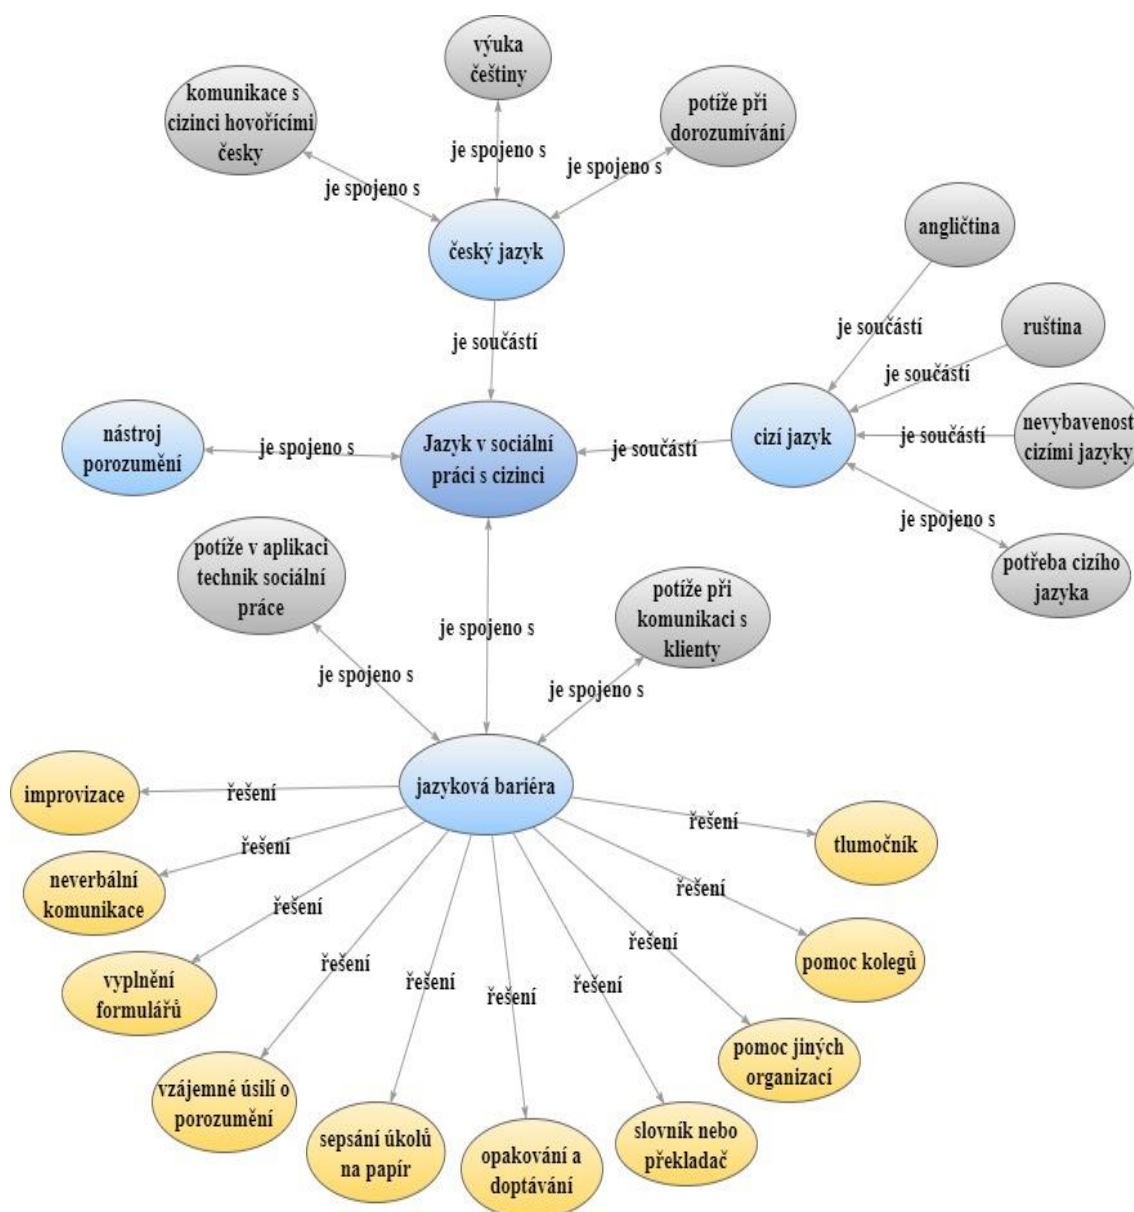 výuka
češtiny
komunikace s
cizinci hovořícími
česky
potíže při
dorozumívání
je spojeno s
je spojeno s
je spojeno s
český jazyk
angličtina
ruština
je součástí
je součástí
je součástí
nástroj
porozumění
je spojeno s
Jazyk v sociální
práci s cizinci
je součástí
cizí jazyk
je součástí
nevybavenost
cizími jazyky
je spojeno s
potřeba cizího
jazyka
potíže v aplikaci
technik sociální
práce
potíže při
komunikaci s
klienty
je spojeno s
je spojeno s
je spojeno s
jazyková bariéra
improvizace
řešení
řešení
tlumočník
neverbální
komunikace
řešení
řešení
pomoc kolegů
vyplnění
formulářů
řešení
řešení
pomoc jiných
organizací
vzájemné úsilí o
porozumění
řešení
řešení
řešení
řešení
sepsání úkolů
na papír
opakování a
doptávání
slovník nebo
překladač